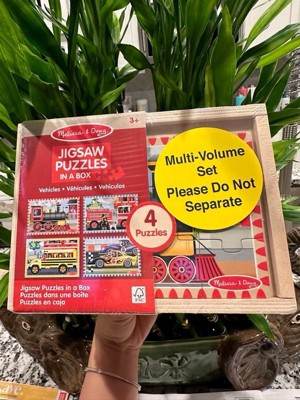 Melissa & Doug
3+
JIGSAW
PUZZLES
IN A BOX
Vehicles • Véhicules • Vehículos
4
Puzzles
Jigsaw Puzzles in a Box
Puzzles dans une boîte
Puzzles en caja
FSC
Multi-Volume
Set
Please Do Not
Separate
Melissa & Doug